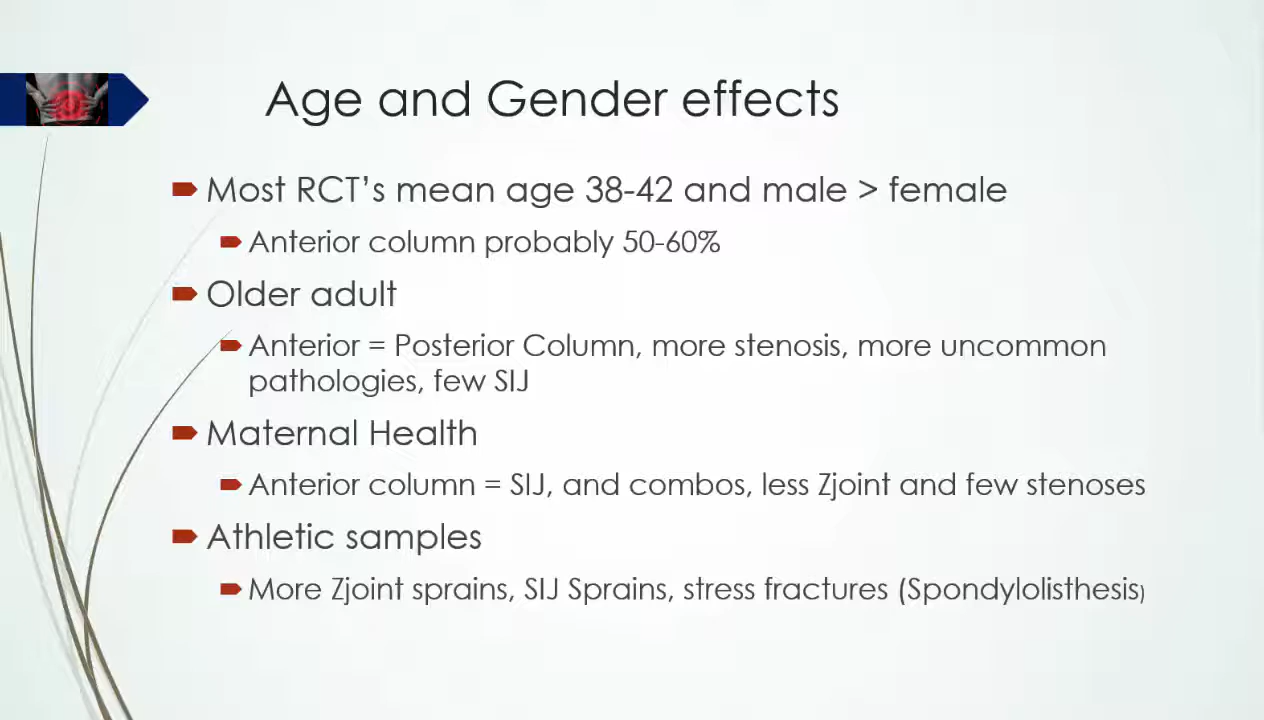 Age and Gender effects
Most RCT's mean age 38-42 and male > female
Anterior column probably 50-60%
Older adult
Anterior = Posterior Column, more stenosis, more uncommon
pathologies, few SIJ
Maternal Health
Anterior column = SIJ, and combos, less Zjoint and few stenoses
Athletic samples
More Zjoint sprains, SIJ Sprains, stress fractures (Spondylolisthesis)